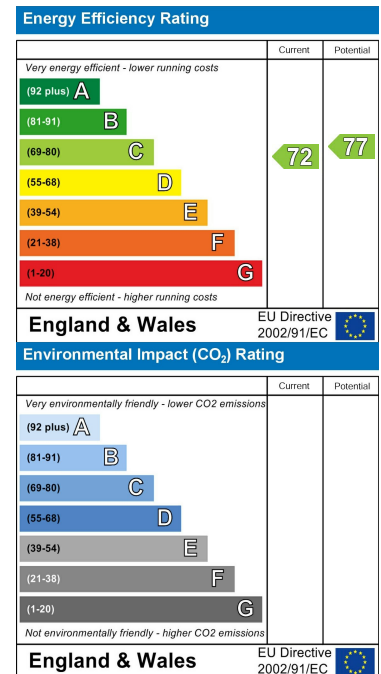 Energy Efficiency Rating
Current Potential
Very energy efficient - lower running costs
(92 plus) A
(81-91) B
(69-80) C
72 77
(55-68) D
(39-54) E
(21-38) F
(1-20) G
Not energy efficient - higher running costs
England & Wales
EU Directive
2002/91/EC
Environmental Impact (CO₂) Rating
Current Potential
Very environmentally friendly - lower CO2 emissions
(92 plus) A
(81-91) B
(69-80) C
(55-68) D
(39-54) E
(21-38) F
(1-20) G
Not environmentally friendly - higher CO2 emissions
England & Wales
EU Directive
2002/91/EC